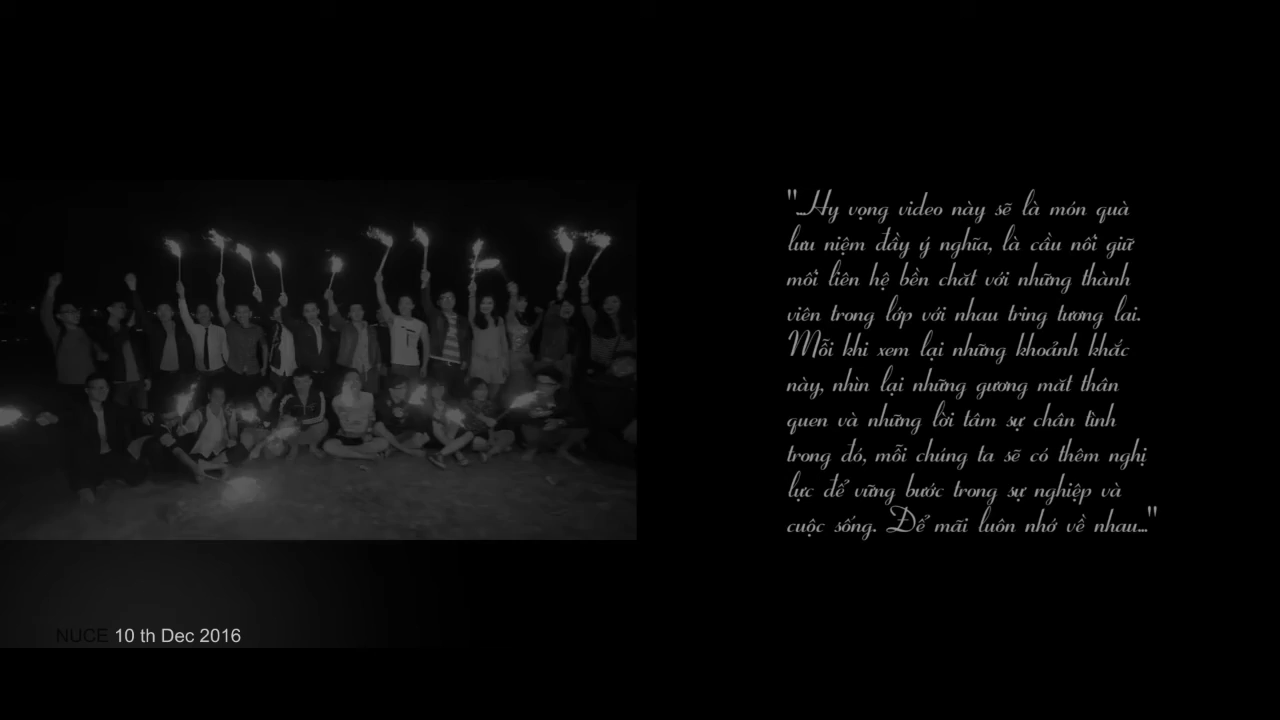 "...Hy vọng video này sẽ là món quà
lưu niệm đầy ý nghĩa, là cầu nối giữ
mối liên hệ bền chặt với những thành
viên trong lớp với nhau tring tương lai.
Mỗi khi xem lại những khoảnh khắc
này, nhìn lại những gương mặt thân
quen và những lời tâm sự chân tình
trong đó, mỗi chúng ta sẽ có thêm nghị
lực để vững bước trong sự nghiệp và
cuộc sống. Để mãi luôn nhớ về nhau..."
NUCE 10 th Dec 2016